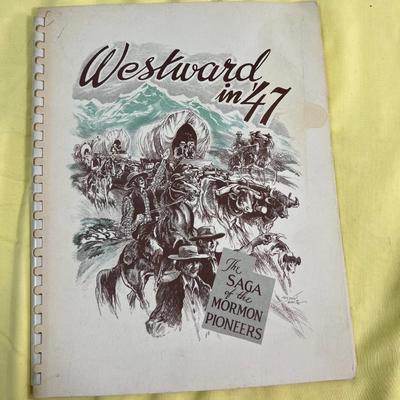 Westward
in '47
The
SAGA
of the
MORMON
PIONEERS